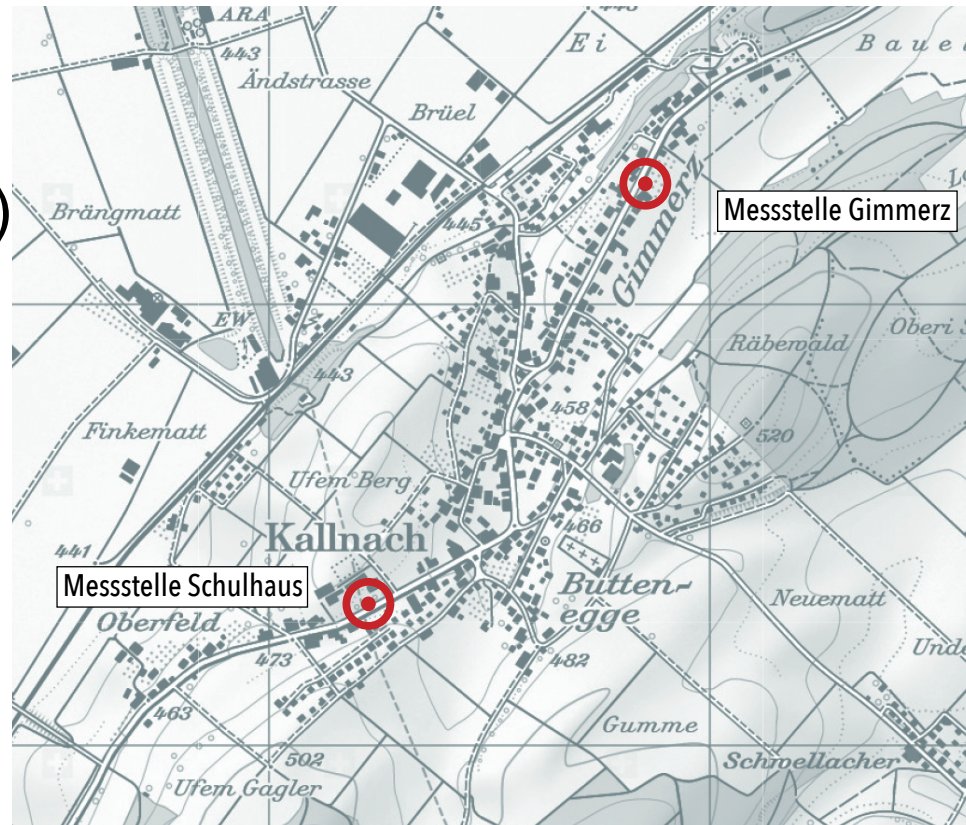 ARA
443
Ei
Ändstrasse
Brüel
Brängmatt
445
Messstelle Gimmerz
Gimmerz
EW
443
Räbewald
Oberi
458
Finkematt
520
Ufem Berg
Kallnach
466
441
Messstelle Schulhaus
Butten-
egge
Neuematt
Oberfeld
473
482
463
Gumme
502
Schwellacher
Ufem Gagler